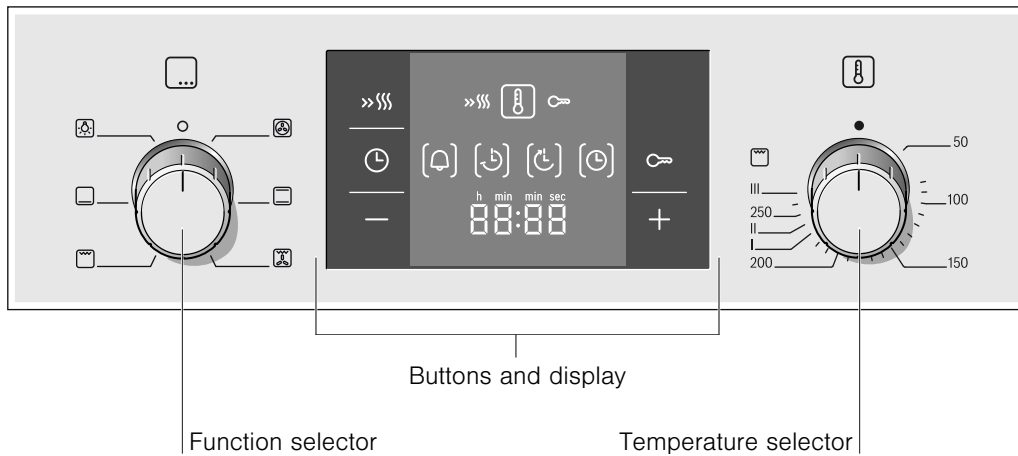 h min min sec
88:88
50
100
150
200
I
II
250
III
Buttons and display
Function selector
Temperature selector